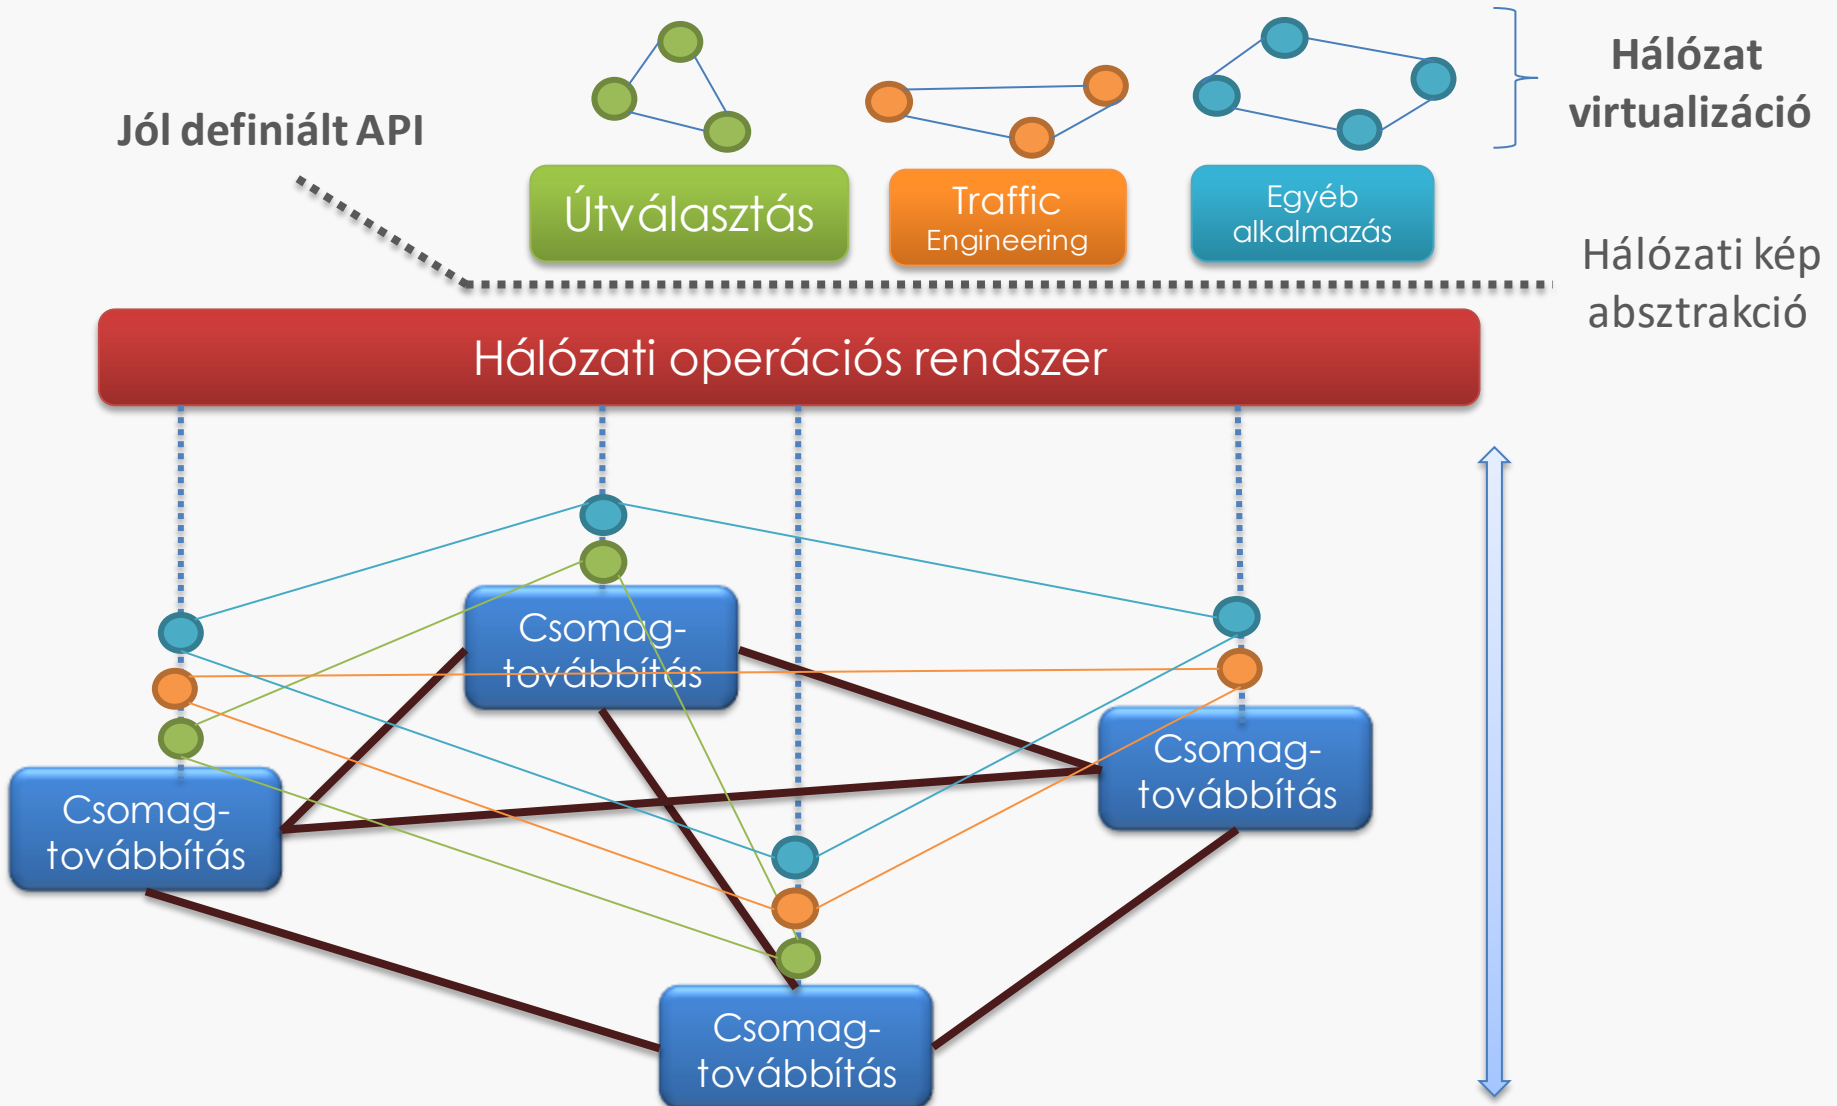 Hálózat
virtualizáció
Jól definiált API
Útválasztás
Traffic
Engineering
Egyéb
alkalmazás
Hálózati kép
absztrakció
Hálózati operációs rendszer
Csomag-
továbbítás
Csomag-
továbbítás
Csomag-
továbbítás
Csomag-
továbbítás